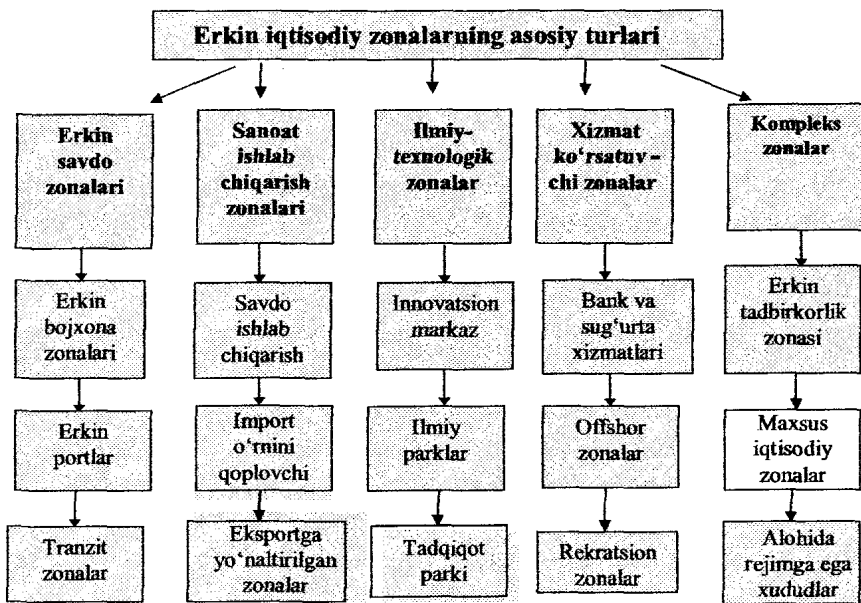 Erkin iqtisodiy zonalarning asosiy turlari
Erkin
savdo
zonalari
Sanoat
ishlab
chiqarish
zonalari
Ilmiy-
texnologik
zonalar
Xizmat
ko‘rsatuv –
chi zonalar
Kompleks
zonalar
Erkin
bojxona
zonalari
Savdo
ishlab
chiqarish
Innovatsion
markaz
Bank va
sug‘urta
xizmatlari
Erkin
tadbirkorlik
zonasi
Erkin
portlar
Import
o‘rnini
qoplovchi
Ilmiy
parklar
Offshor
zonalar
Maxsus
iqtisodiy
zonalar
Tranzit
zonalar
Eksportga
yo‘naltirilgan
zonalar
Tadqiqot
parki
Rekratsion
zonalar
Alohida
rejimga ega
xududlar